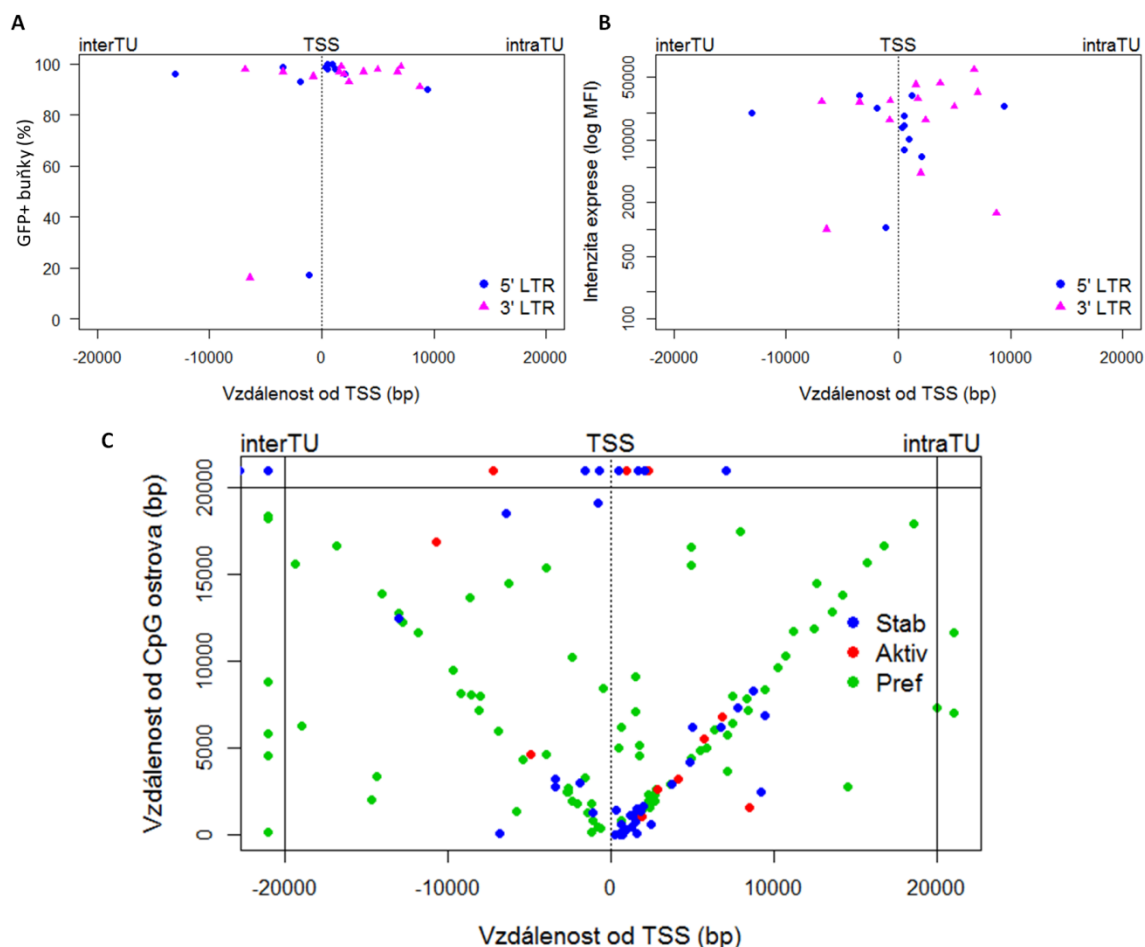 A
interTU TSS intraTU
GFP+ buňky (%)
100
80
60
40
20
0
5' LTR
3' LTR
-20000 -10000 0 10000 20000
Vzdálenost od TSS (bp)
B
interTU TSS intraTU
Intenzita exprese (log MFI)
50000
10000
2000
500
100
5' LTR
3' LTR
-20000 -10000 0 10000 20000
Vzdálenost od TSS (bp)
C
interTU TSS intraTU
Vzdálenost od CpG ostrova (bp)
20000
15000
10000
5000
0
Stab
Aktiv
Pref
-20000 -10000 0 10000 20000
Vzdálenost od TSS (bp)